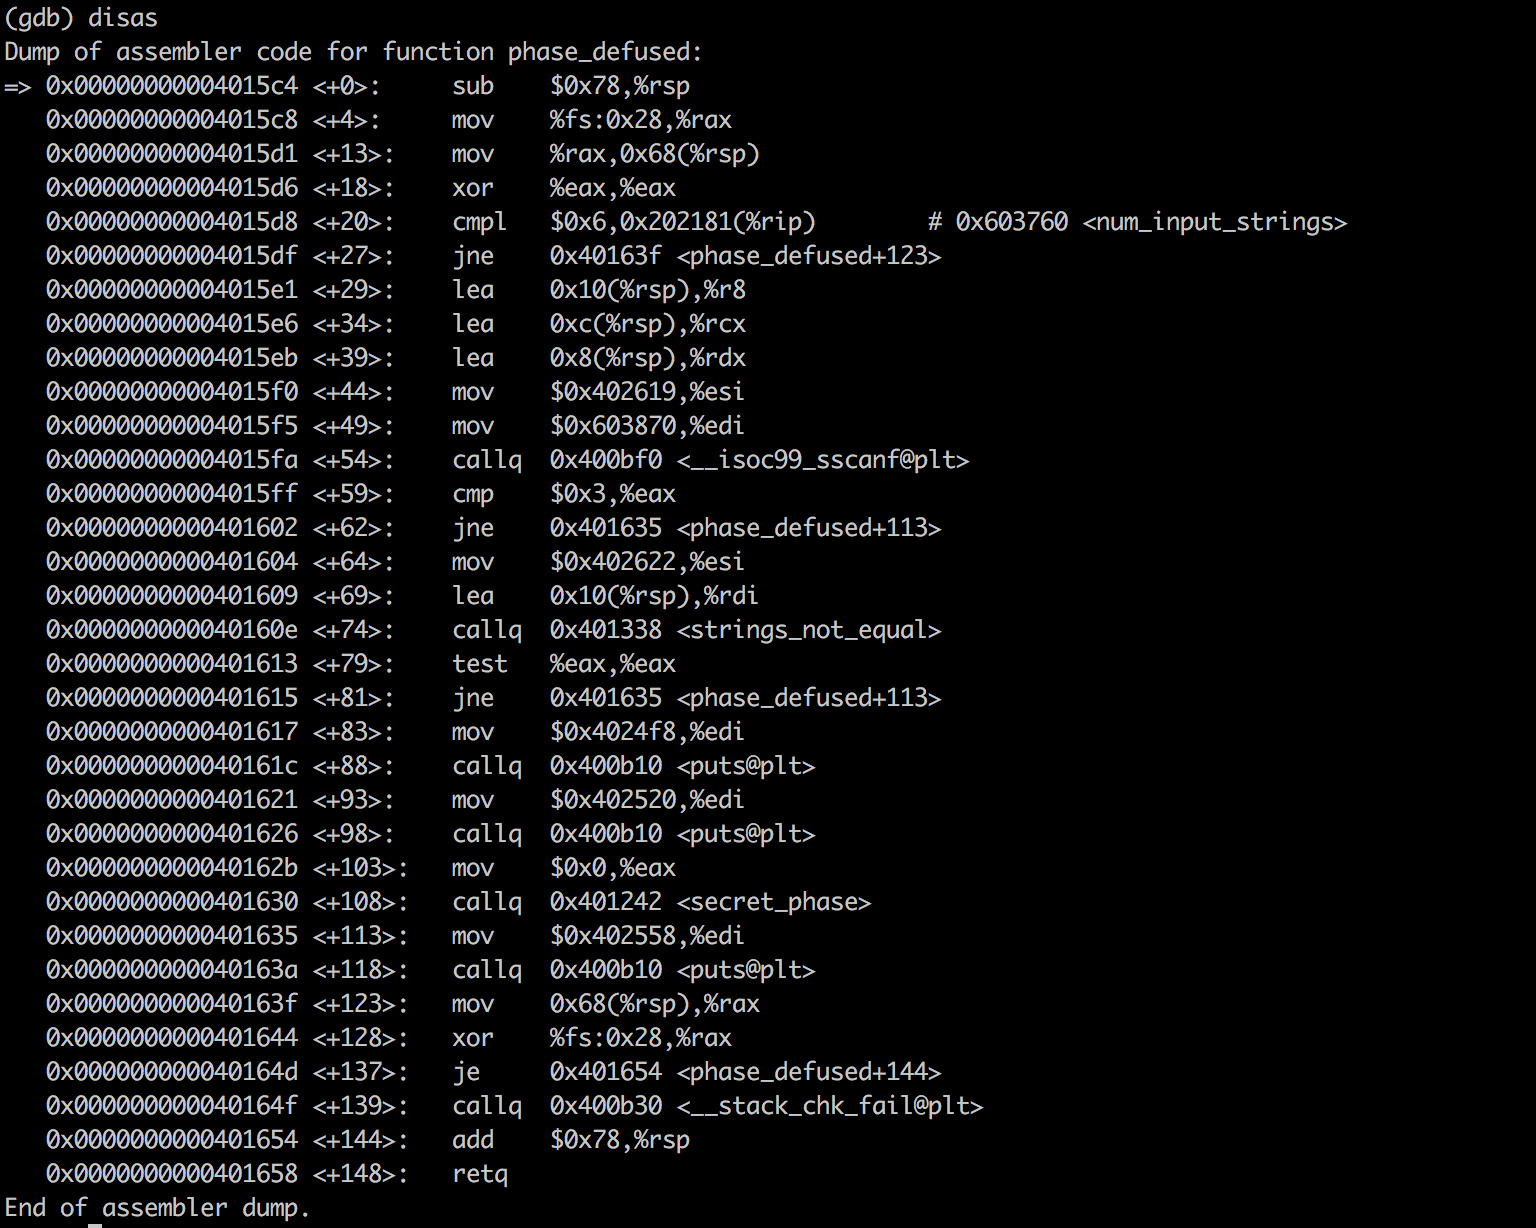 (gdb) disas
Dump of assembler code for function phase_defused:
=> 0x00000000004015c4 <+0>:     sub    $0x78,%rsp
   0x00000000004015c8 <+4>:     mov    %fs:0x28,%rax
   0x00000000004015d1 <+13>:    mov    %rax,0x68(%rsp)
   0x00000000004015d6 <+18>:    xor    %eax,%eax
   0x00000000004015d8 <+20>:    cmpl   $0x6,0x202181(%rip)        # 0x603760 <num_input_strings>
   0x00000000004015df <+27>:    jne    0x40163f <phase_defused+123>
   0x00000000004015e1 <+29>:    lea    0x10(%rsp),%r8
   0x00000000004015e6 <+34>:    lea    0xc(%rsp),%rcx
   0x00000000004015eb <+39>:    lea    0x8(%rsp),%rdx
   0x00000000004015f0 <+44>:    mov    $0x402619,%esi
   0x00000000004015f5 <+49>:    mov    $0x603870,%edi
   0x00000000004015fa <+54>:    callq  0x400bf0 <__isoc99_sscanf@plt>
   0x00000000004015ff <+59>:    cmp    $0x3,%eax
   0x0000000000401602 <+62>:    jne    0x401635 <phase_defused+113>
   0x0000000000401604 <+64>:    mov    $0x402622,%esi
   0x0000000000401609 <+69>:    lea    0x10(%rsp),%rdi
   0x000000000040160e <+74>:    callq  0x401338 <strings_not_equal>
   0x0000000000401613 <+79>:    test   %eax,%eax
   0x0000000000401615 <+81>:    jne    0x401635 <phase_defused+113>
   0x0000000000401617 <+83>:    mov    $0x4024f8,%edi
   0x000000000040161c <+88>:    callq  0x400b10 <puts@plt>
   0x0000000000401621 <+93>:    mov    $0x402520,%edi
   0x0000000000401626 <+98>:    callq  0x400b10 <puts@plt>
   0x000000000040162b <+103>:   mov    $0x0,%eax
   0x0000000000401630 <+108>:   callq  0x401242 <secret_phase>
   0x0000000000401635 <+113>:   mov    $0x402558,%edi
   0x000000000040163a <+118>:   callq  0x400b10 <puts@plt>
   0x000000000040163f <+123>:   mov    0x68(%rsp),%rax
   0x0000000000401644 <+128>:   xor    %fs:0x28,%rax
   0x000000000040164d <+137>:   je     0x401654 <phase_defused+144>
   0x000000000040164f <+139>:   callq  0x400b30 <__stack_chk_fail@plt>
   0x0000000000401654 <+144>:   add    $0x78,%rsp
   0x0000000000401658 <+148>:   retq
End of assembler dump.